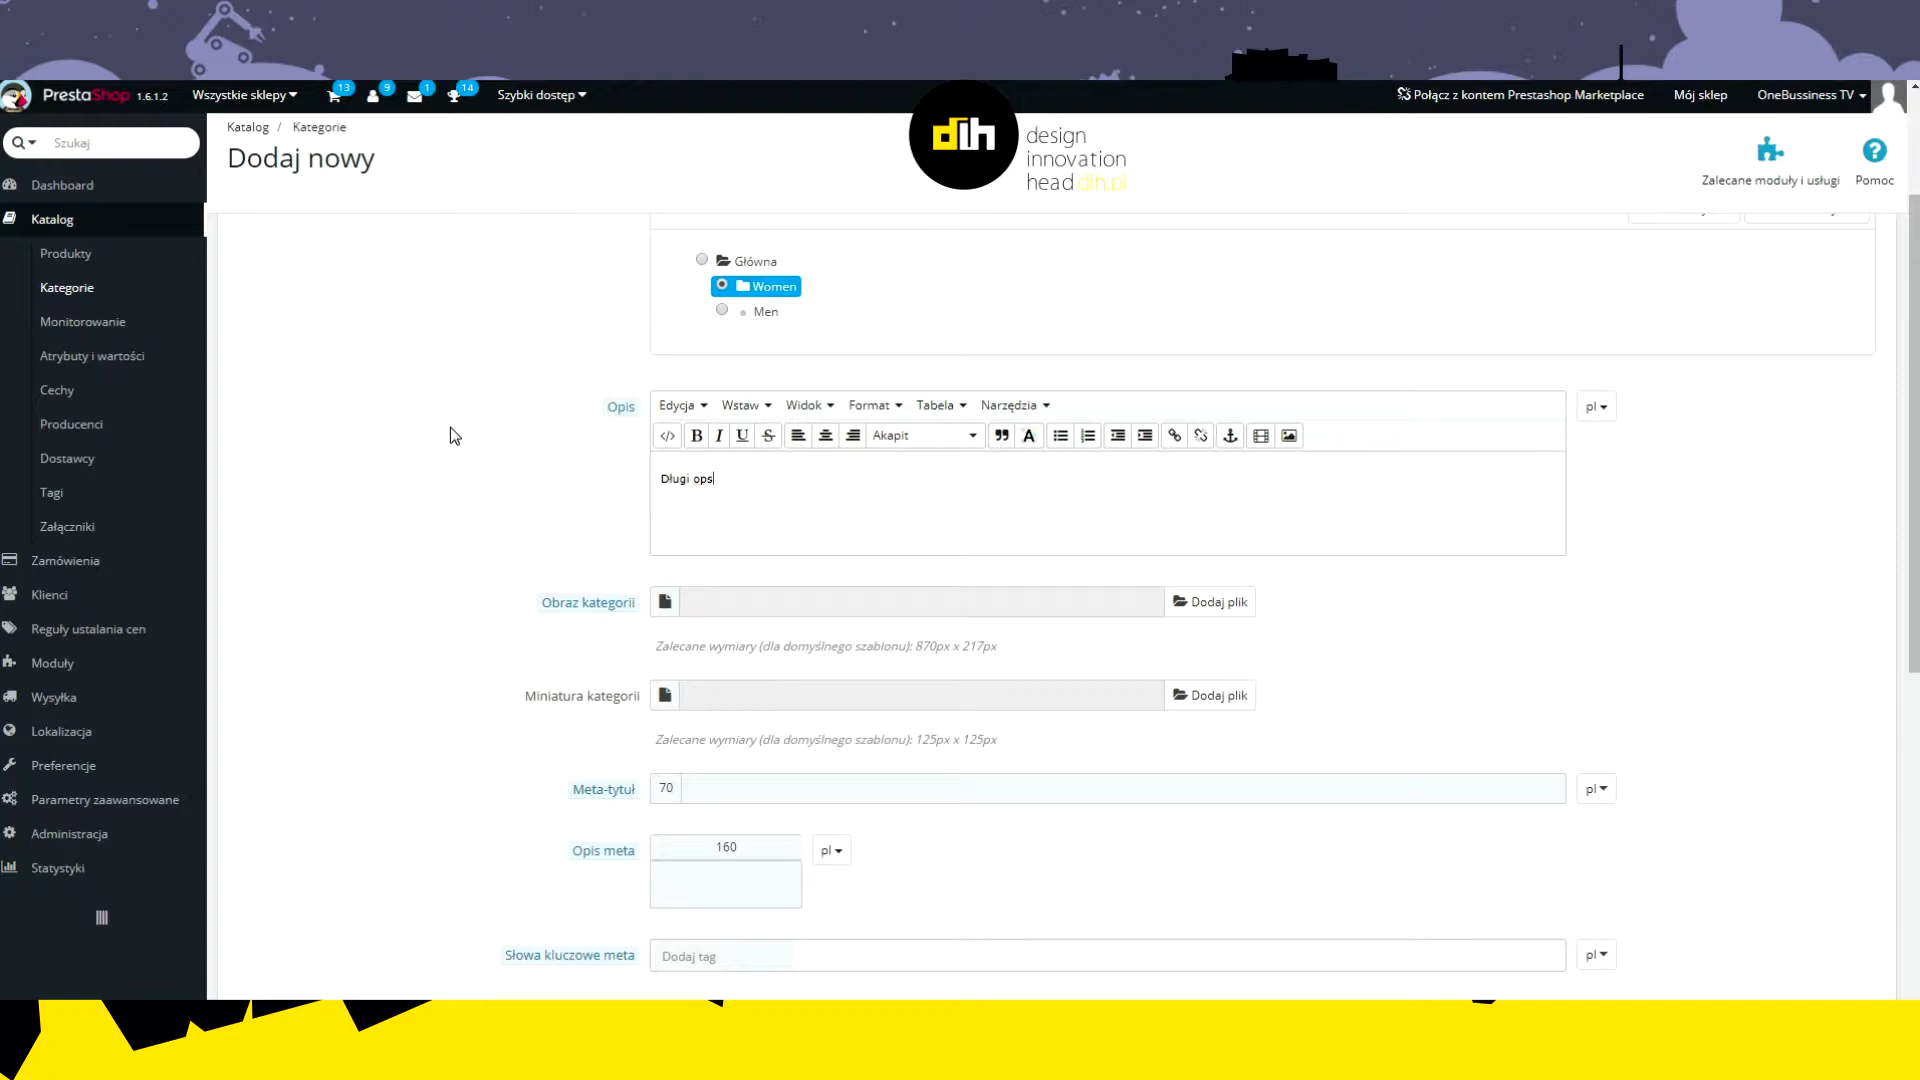 PrestaShop 1.6.1.2
Wszystkie sklepy
13
9
1
14
Szybki dostęp
Połącz z kontem Prestashop Marketplace
Mój sklep
OneBussiness TV
Szukaj
Katalog / Kategorie
Dodaj nowy
dih
design
innovation
head dih.pl
Zalecane moduły i usługi
Pomoc
Dashboard
Katalog
Produkty
Kategorie
Monitorowanie
Atrybuty i wartości
Cechy
Producenci
Dostawcy
Tagi
Załączniki
Zamówienia
Klienci
Reguły ustalania cen
Moduły
Wysyłka
Lokalizacja
Preferencje
Parametry zaawansowane
Administracja
Statystyki
Główna
Women
Men
Opis
Edycja Wstaw Widok Format Tabela Narzędzia
pl
B I U S Akapit A
Długi ops
Obraz kategorii
Dodaj plik
Zalecane wymiary (dla domyślnego szablonu): 870px x 217px
Miniatura kategorii
Dodaj plik
Zalecane wymiary (dla domyślnego szablonu): 125px x 125px
Meta-tytuł
70
pl
Opis meta
160
pl
Słowa kluczowe meta
Dodaj tag
pl